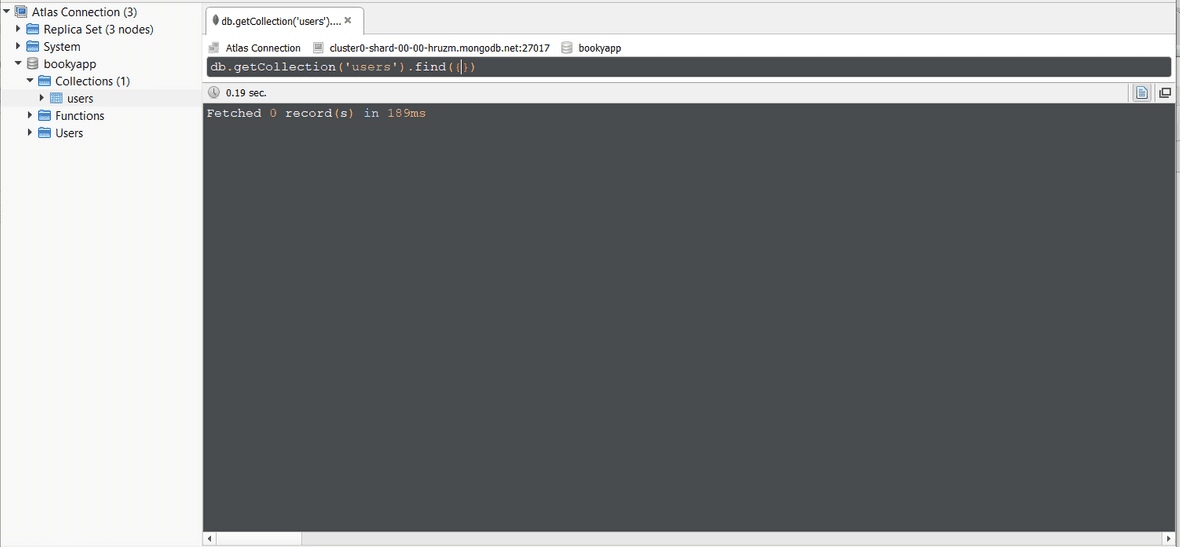 Atlas Connection (3)
Replica Set (3 nodes)
System
bookyapp
Collections (1)
users
Functions
Users
db.getCollection('users')....
Atlas Connection cluster0-shard-00-00-hruzm.mongodb.net:27017 bookyapp
db.getCollection('users').find({})
0.19 sec.
Fetched 0 record(s) in 189ms